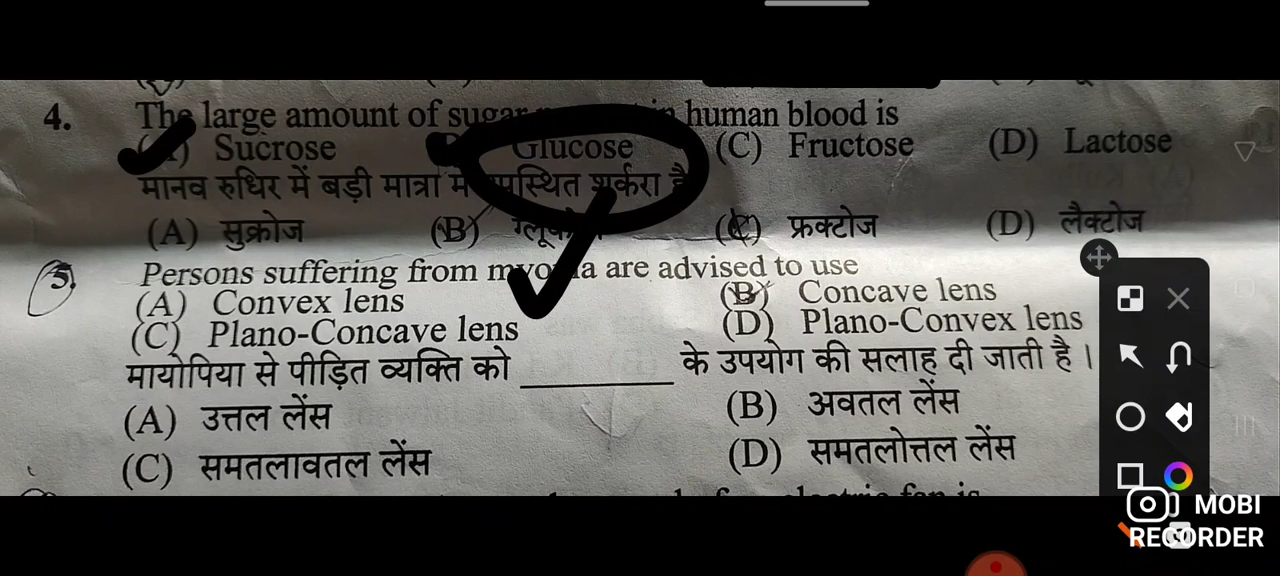 4. The large amount of sugar in human blood is
Sucrose Glucose (C) Fructose (D) Lactose
मानव रुधिर में बड़ी मात्रा में शर्करा है
(A) सुक्रोज (B) (C) फ्रक्टोज (D) लैक्टोज
5. Persons suffering from are advised to use
(A) Convex lens (B) Concave lens
(C) Plano-Concave lens (D) Plano-Convex lens
मायोपिया से पीड़ित व्यक्ति को ________ के उपयोग की सलाह दी जाती है ।
(A) उत्तल लेंस (B) अवतल लेंस
(C) समतलावतल लेंस (D) समतलोत्तल लेंस
MOBI
RECORDER